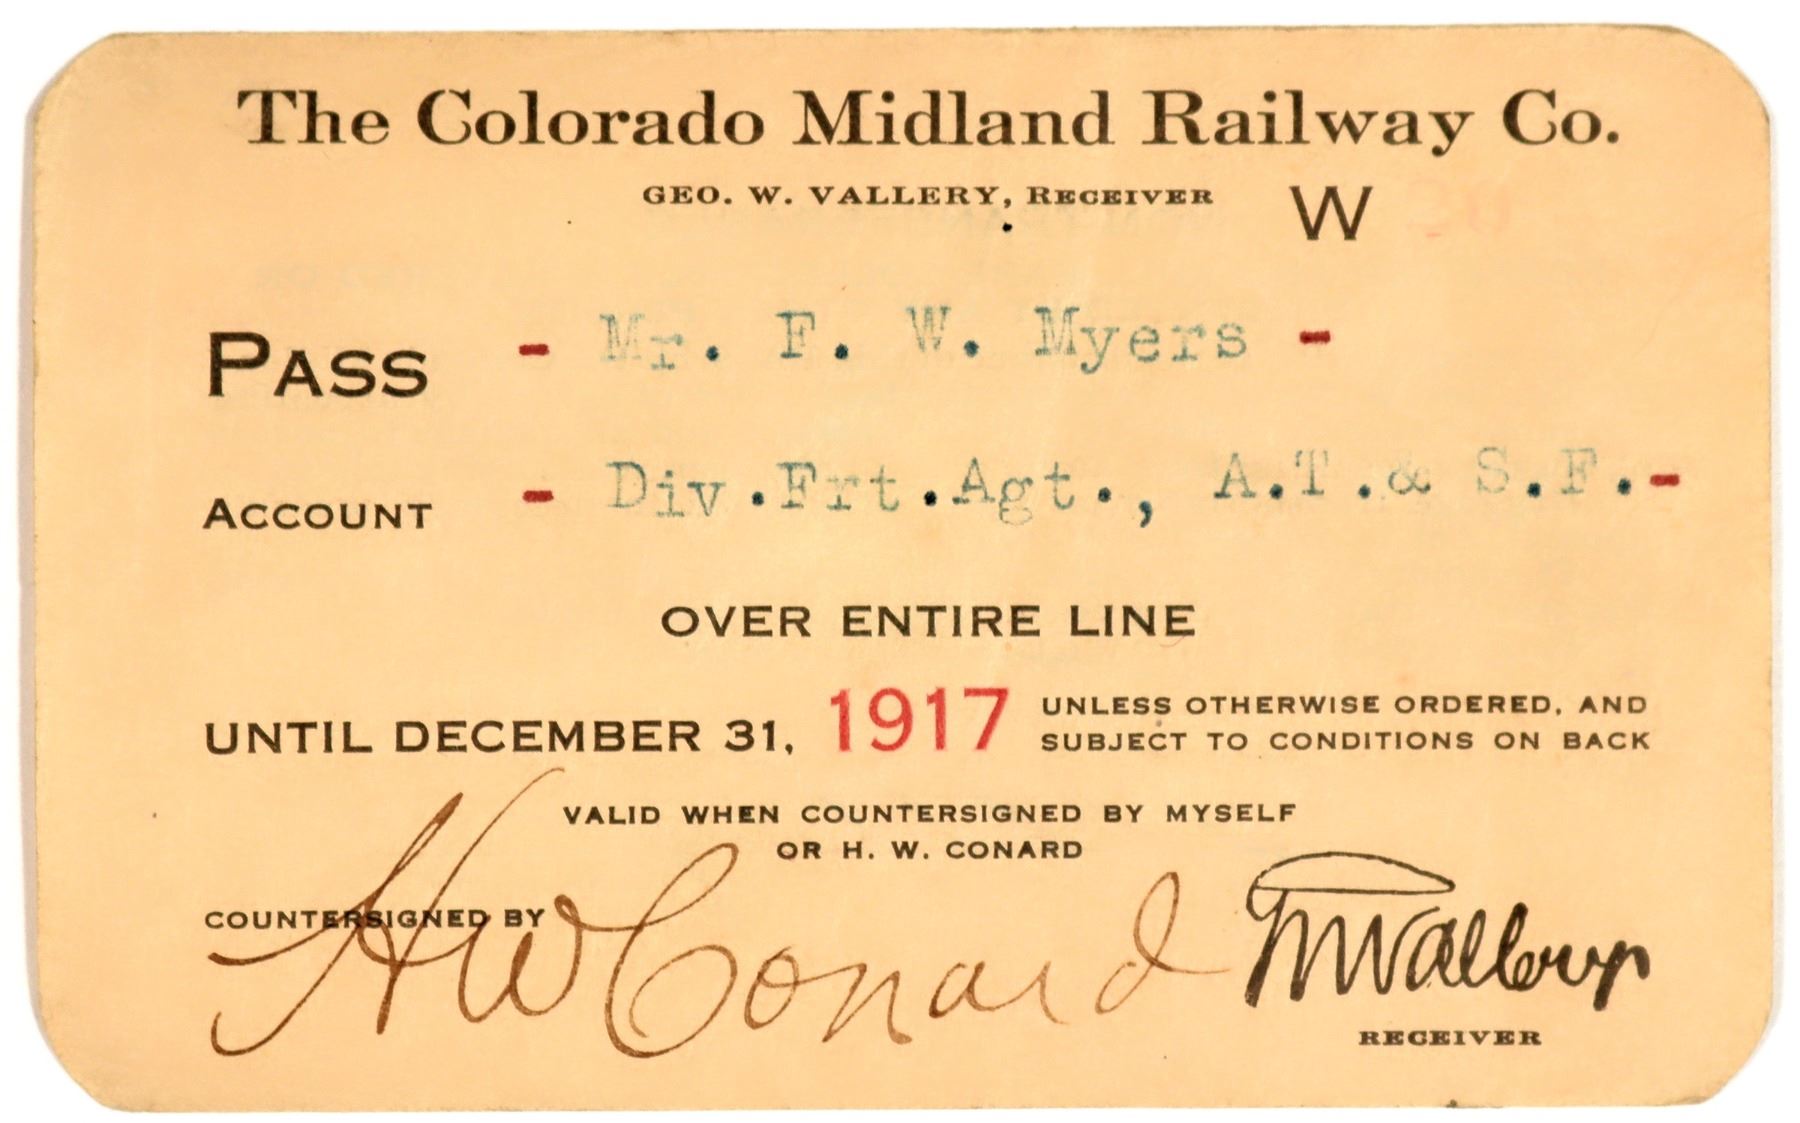 The Colorado Midland Railway Co.
GEO. W. VALLERY, RECEIVER W
PASS - Mr. F. W. Myers -
ACCOUNT - Div.Frt.Agt., A.T.& S.F.-
OVER ENTIRE LINE
UNTIL DECEMBER 31, 1917 UNLESS OTHERWISE ORDERED, AND
SUBJECT TO CONDITIONS ON BACK
VALID WHEN COUNTERSIGNED BY MYSELF
OR H. W. CONARD
COUNTERSIGNED BY HW Conard
RECEIVER